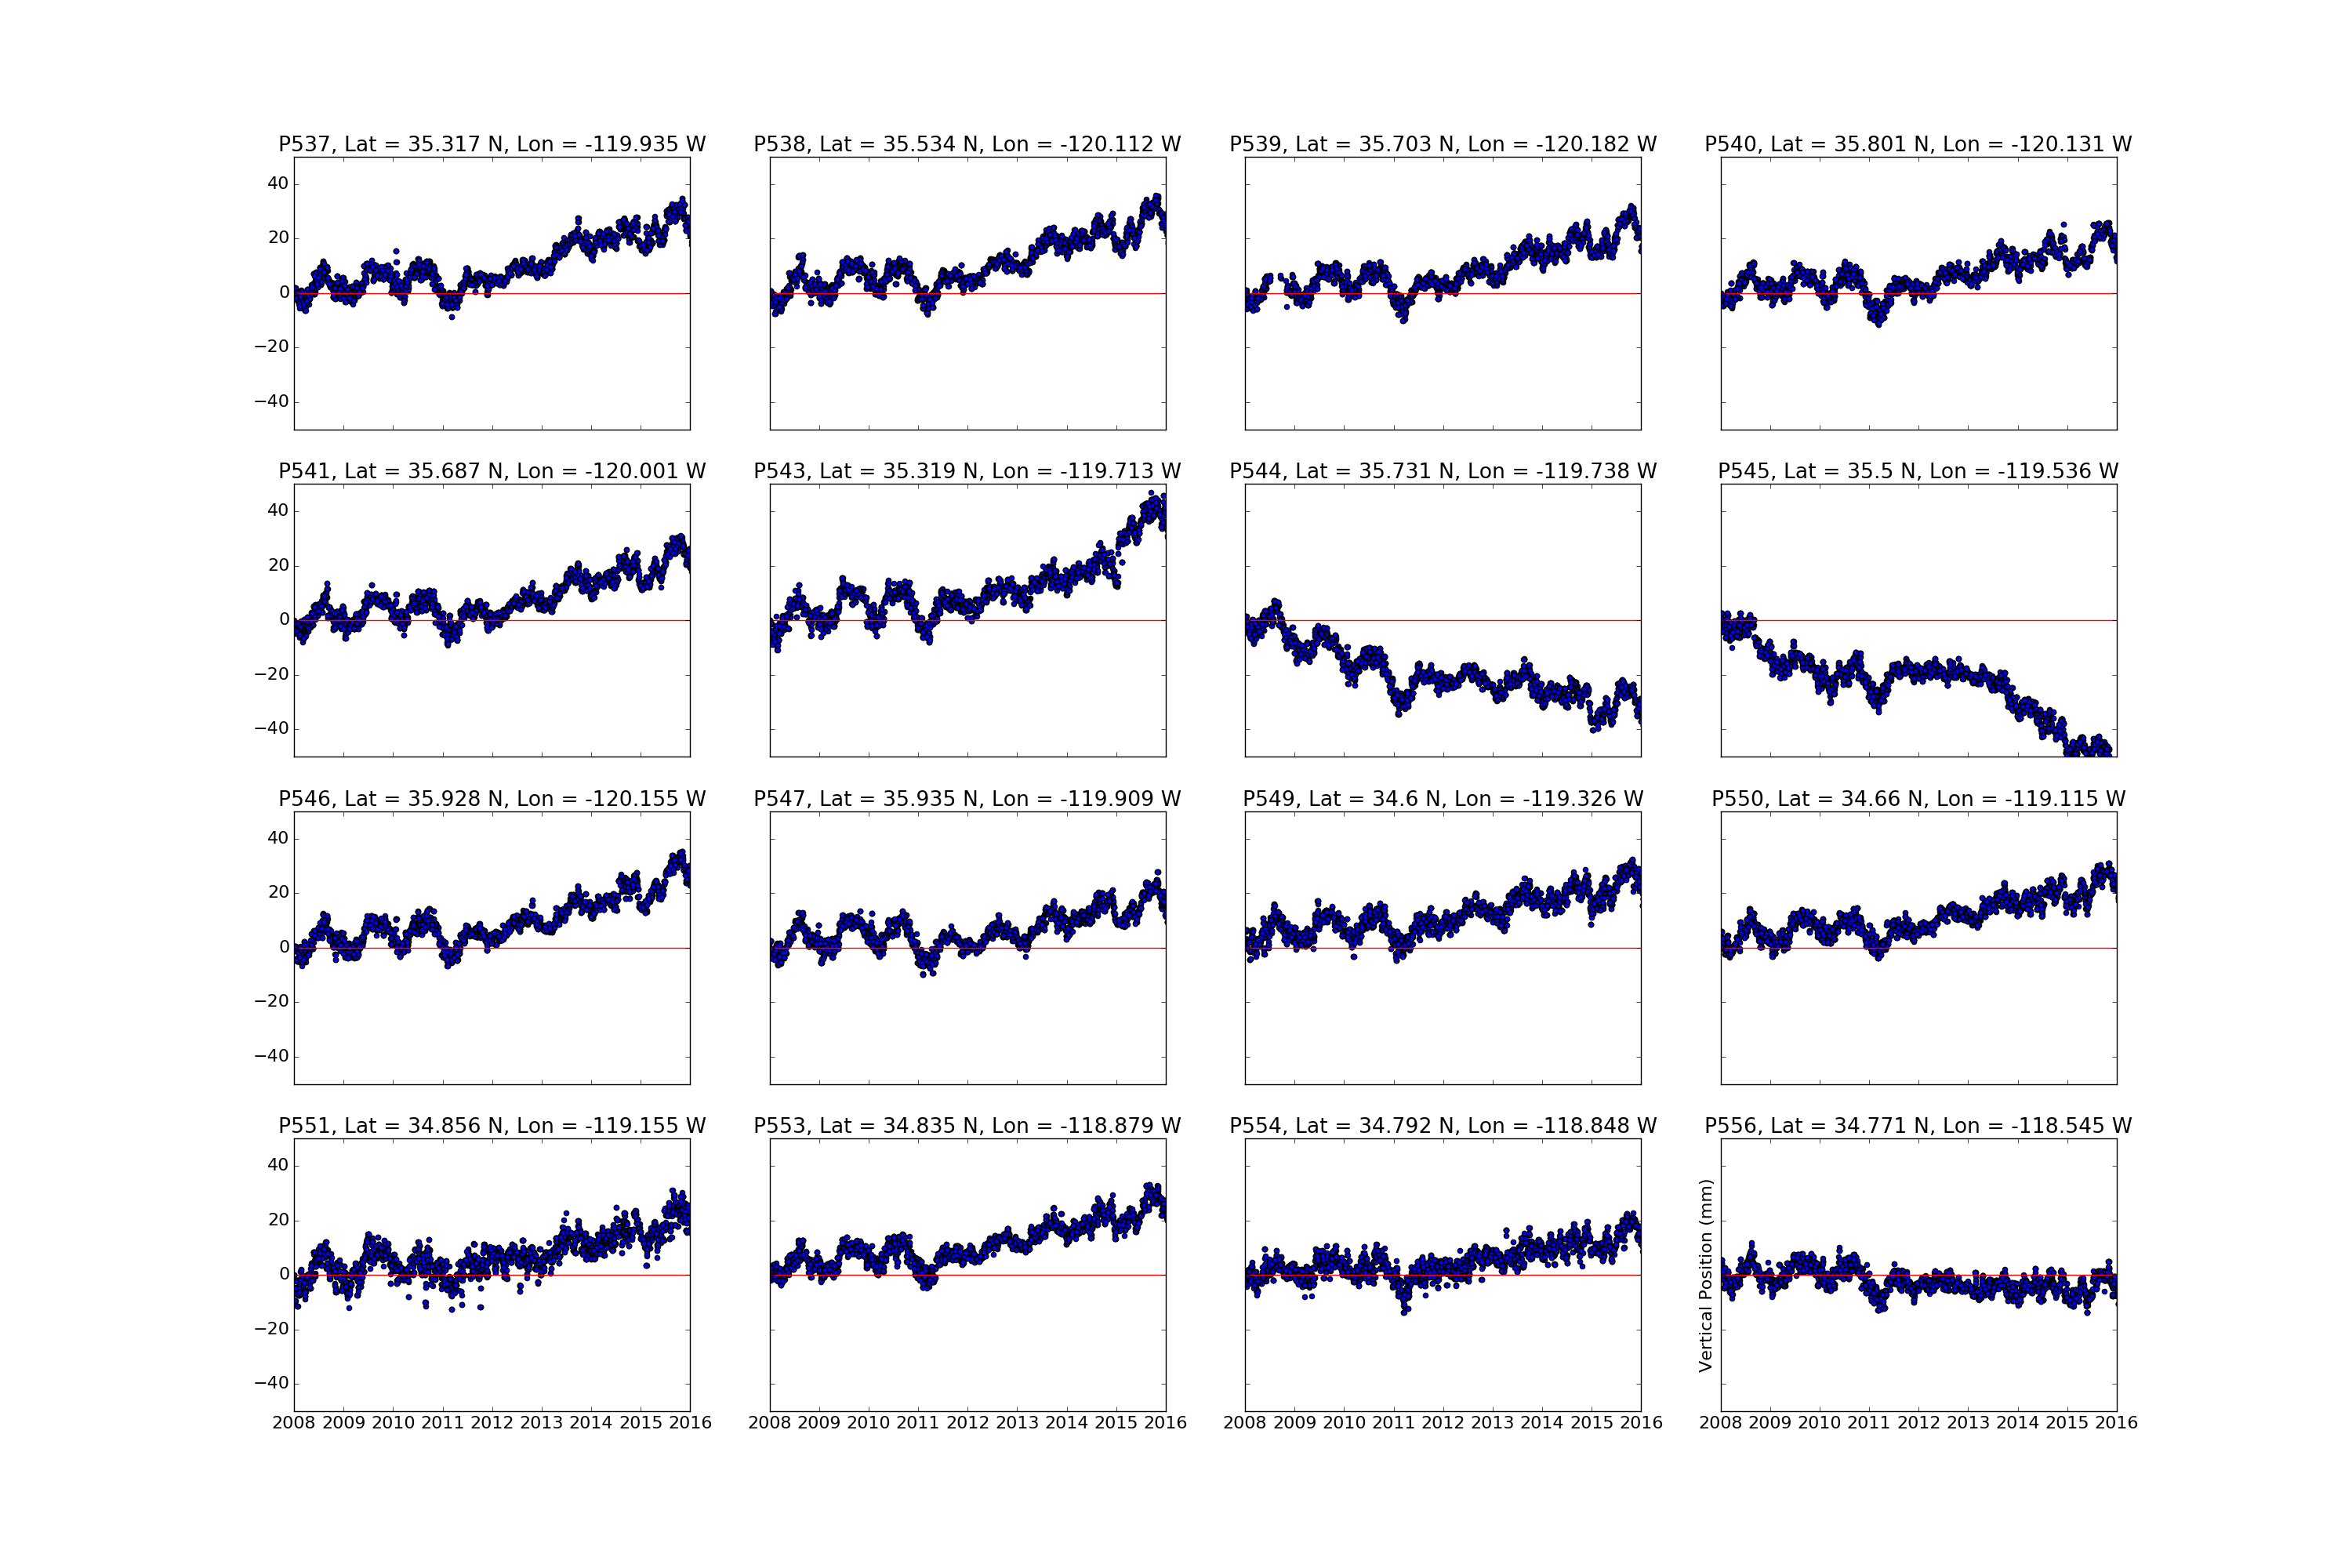 P537, Lat = 35.317 N, Lon = -119.935 W
P538, Lat = 35.534 N, Lon = -120.112 W
P539, Lat = 35.703 N, Lon = -120.182 W
P540, Lat = 35.801 N, Lon = -120.131 W
40
20
0
−20
−40
P541, Lat = 35.687 N, Lon = -120.001 W
P543, Lat = 35.319 N, Lon = -119.713 W
P544, Lat = 35.731 N, Lon = -119.738 W
P545, Lat = 35.5 N, Lon = -119.536 W
40
20
0
−20
−40
P546, Lat = 35.928 N, Lon = -120.155 W
P547, Lat = 35.935 N, Lon = -119.909 W
P549, Lat = 34.6 N, Lon = -119.326 W
P550, Lat = 34.66 N, Lon = -119.115 W
40
20
0
−20
−40
P551, Lat = 34.856 N, Lon = -119.155 W
P553, Lat = 34.835 N, Lon = -118.879 W
P554, Lat = 34.792 N, Lon = -118.848 W
P556, Lat = 34.771 N, Lon = -118.545 W
40
20
0
−20
−40
Vertical Position (mm)
2008 2009 2010 2011 2012 2013 2014 2015 2016
2008 2009 2010 2011 2012 2013 2014 2015 2016
2008 2009 2010 2011 2012 2013 2014 2015 2016
2008 2009 2010 2011 2012 2013 2014 2015 2016